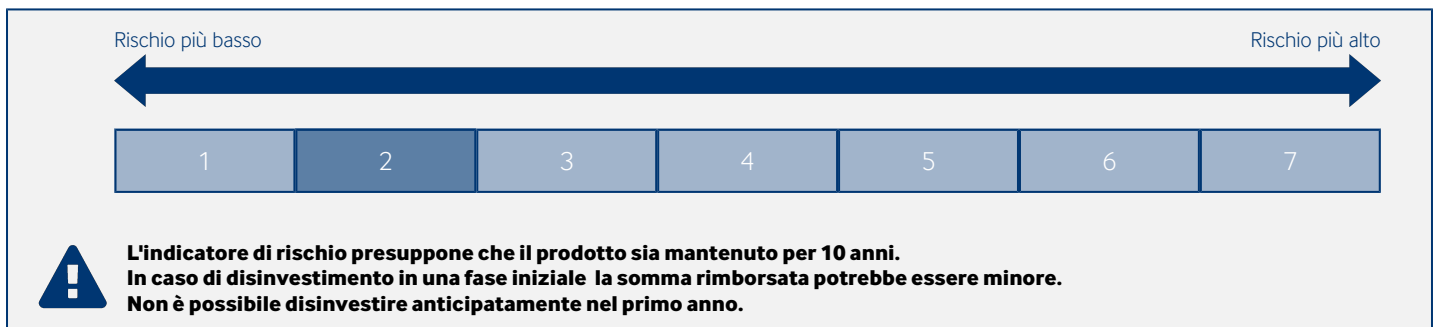 Rischio più basso Rischio più alto
1 2 3 4 5 6 7
L'indicatore di rischio presuppone che il prodotto sia mantenuto per 10 anni.
In caso di disinvestimento in una fase iniziale la somma rimborsata potrebbe essere minore.
Non è possibile disinvestire anticipatamente nel primo anno.